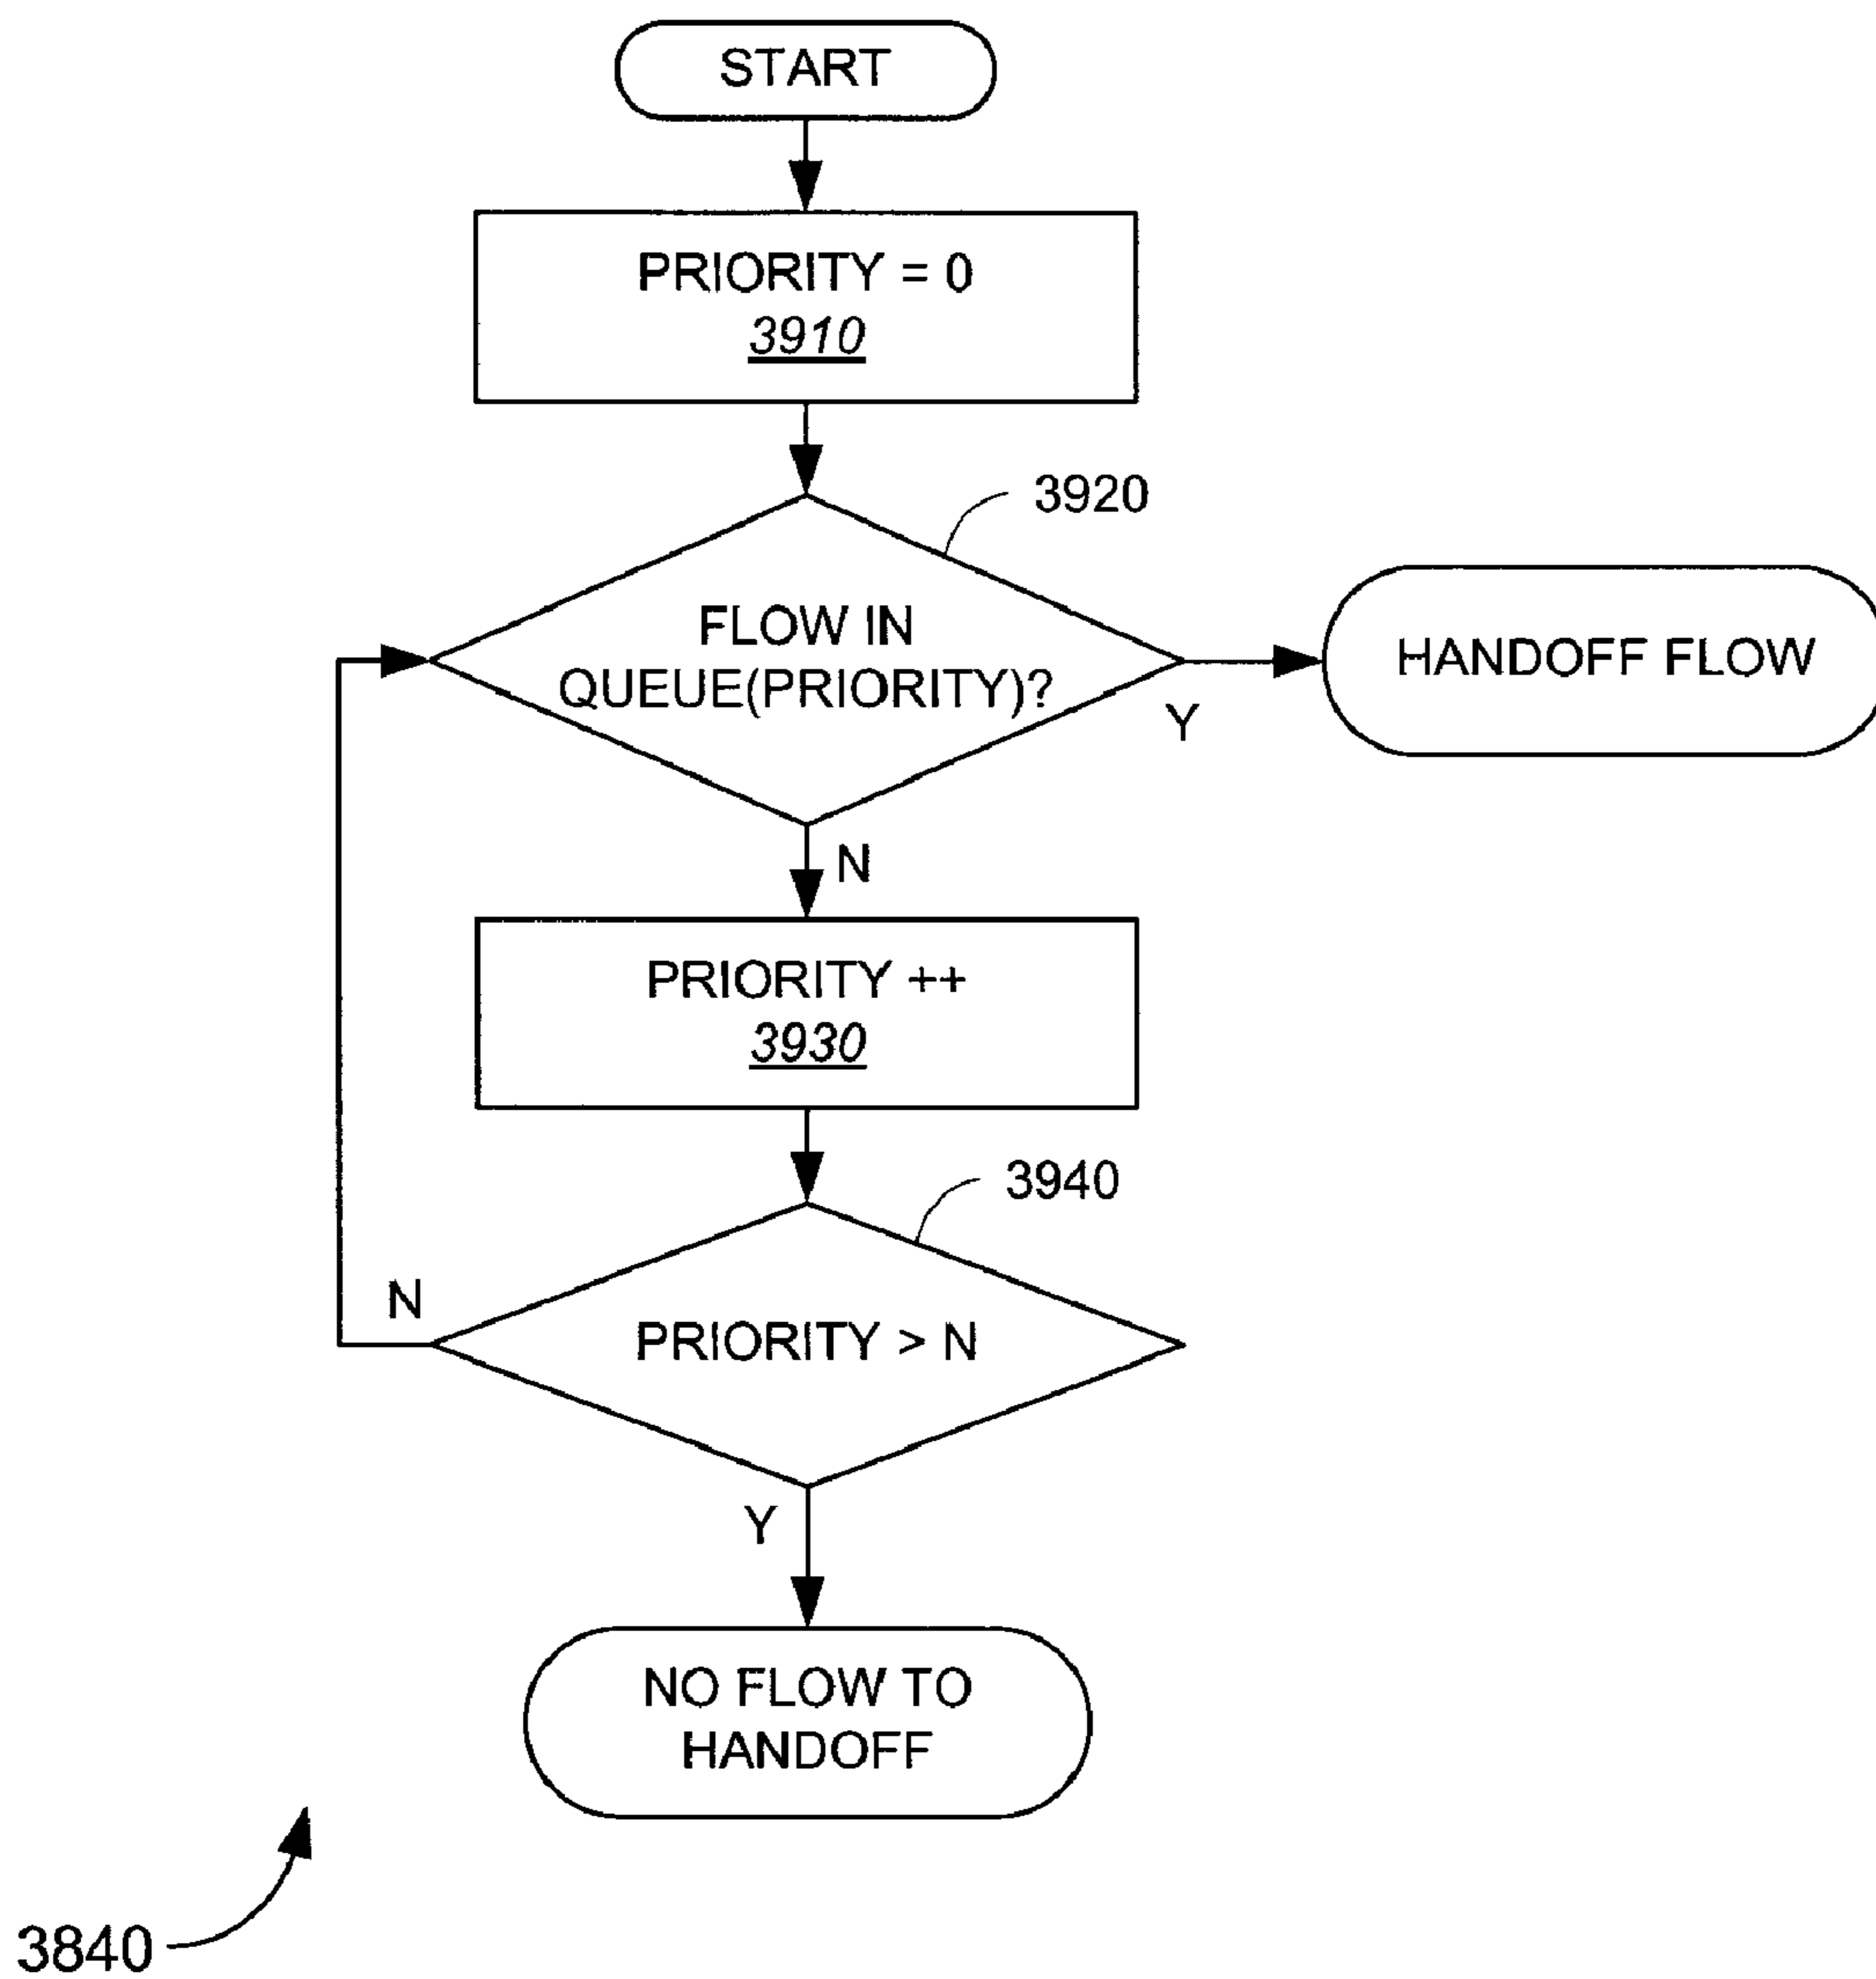 START
PRIORITY = 0
3910
3920
FLOW IN
QUEUE(PRIORITY)?
HANDOFF FLOW
Y
N
PRIORITY ++
3930
3940
N
PRIORITY > N
Y
NO FLOW TO
HANDOFF
3840